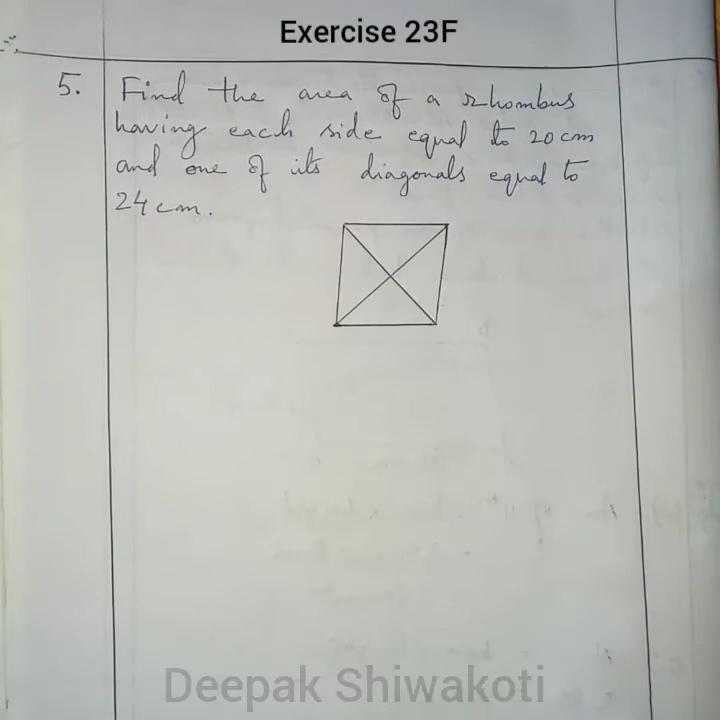 Exercise 23F
5. Find the area of a rhombus
having each side equal to 20 cm
and one of its diagonals equal to
24 cm.
Deepak Shiwakoti